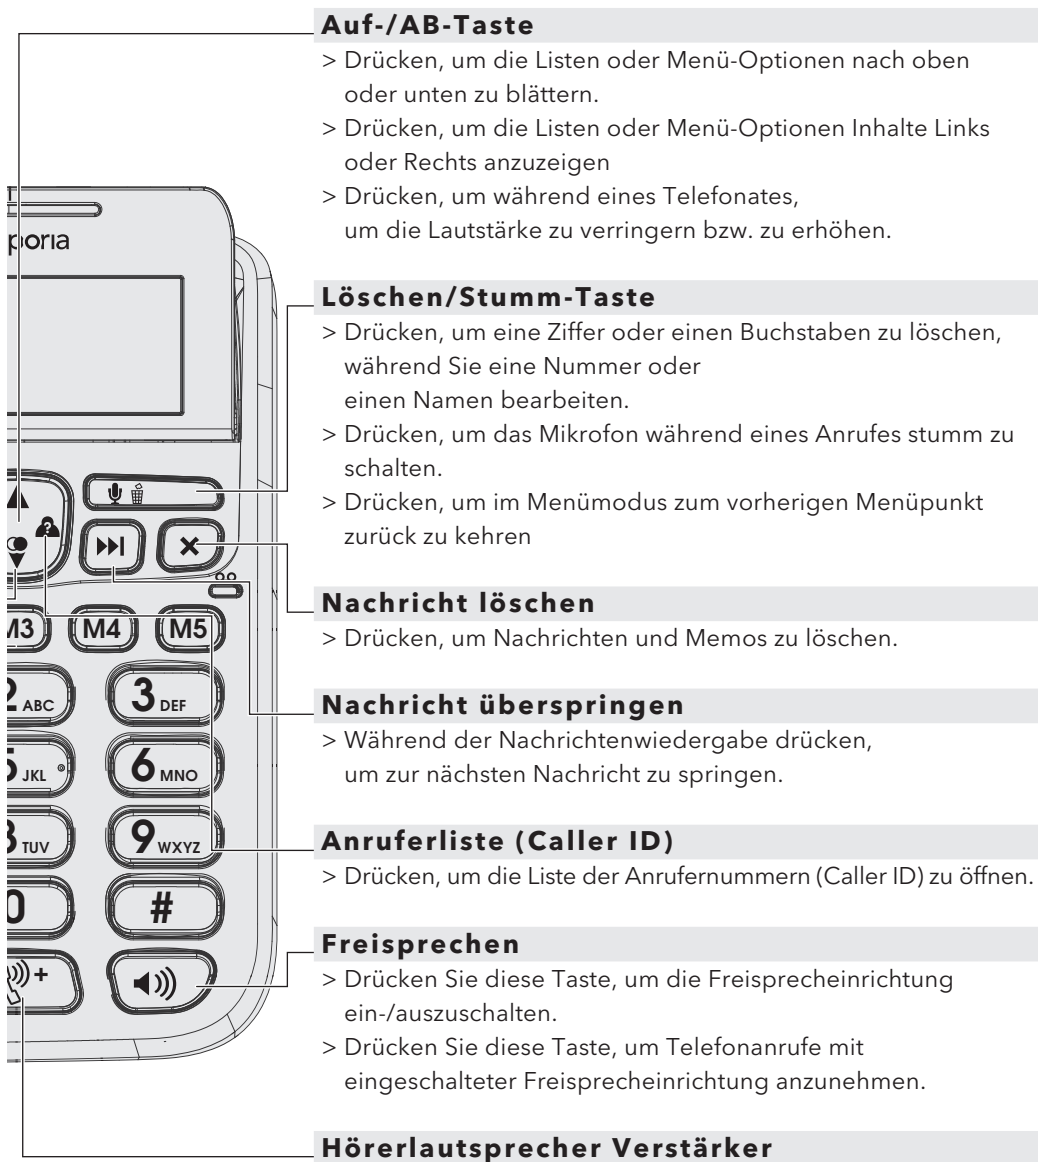 Auf-/AB-Taste
> Drücken, um die Listen oder Menü-Optionen nach oben
oder unten zu blättern.
> Drücken, um die Listen oder Menü-Optionen Inhalte Links
oder Rechts anzuzeigen
> Drücken, um während eines Telefonates,
um die Lautstärke zu verringern bzw. zu erhöhen.
Löschen/Stumm-Taste
> Drücken, um eine Ziffer oder einen Buchstaben zu löschen,
während Sie eine Nummer oder
einen Namen bearbeiten.
> Drücken, um das Mikrofon während eines Anrufes stumm zu
schalten.
> Drücken, um im Menümodus zum vorherigen Menüpunkt
zurück zu kehren
Nachricht löschen
> Drücken, um Nachrichten und Memos zu löschen.
Nachricht überspringen
> Während der Nachrichtenwiedergabe drücken,
um zur nächsten Nachricht zu springen.
Anruferliste (Caller ID)
> Drücken, um die Liste der Anrufernummern (Caller ID) zu öffnen.
Freisprechen
> Drücken Sie diese Taste, um die Freisprecheinrichtung
ein-/auszuschalten.
> Drücken Sie diese Taste, um Telefonanrufe mit
eingeschalteter Freisprecheinrichtung anzunehmen.
Hörerlautsprecher Verstärker
poria
M3 M4 M5
2 ABC 3 DEF
5 JKL 6 MNO
8 TUV 9 WXYZ
0 #
+